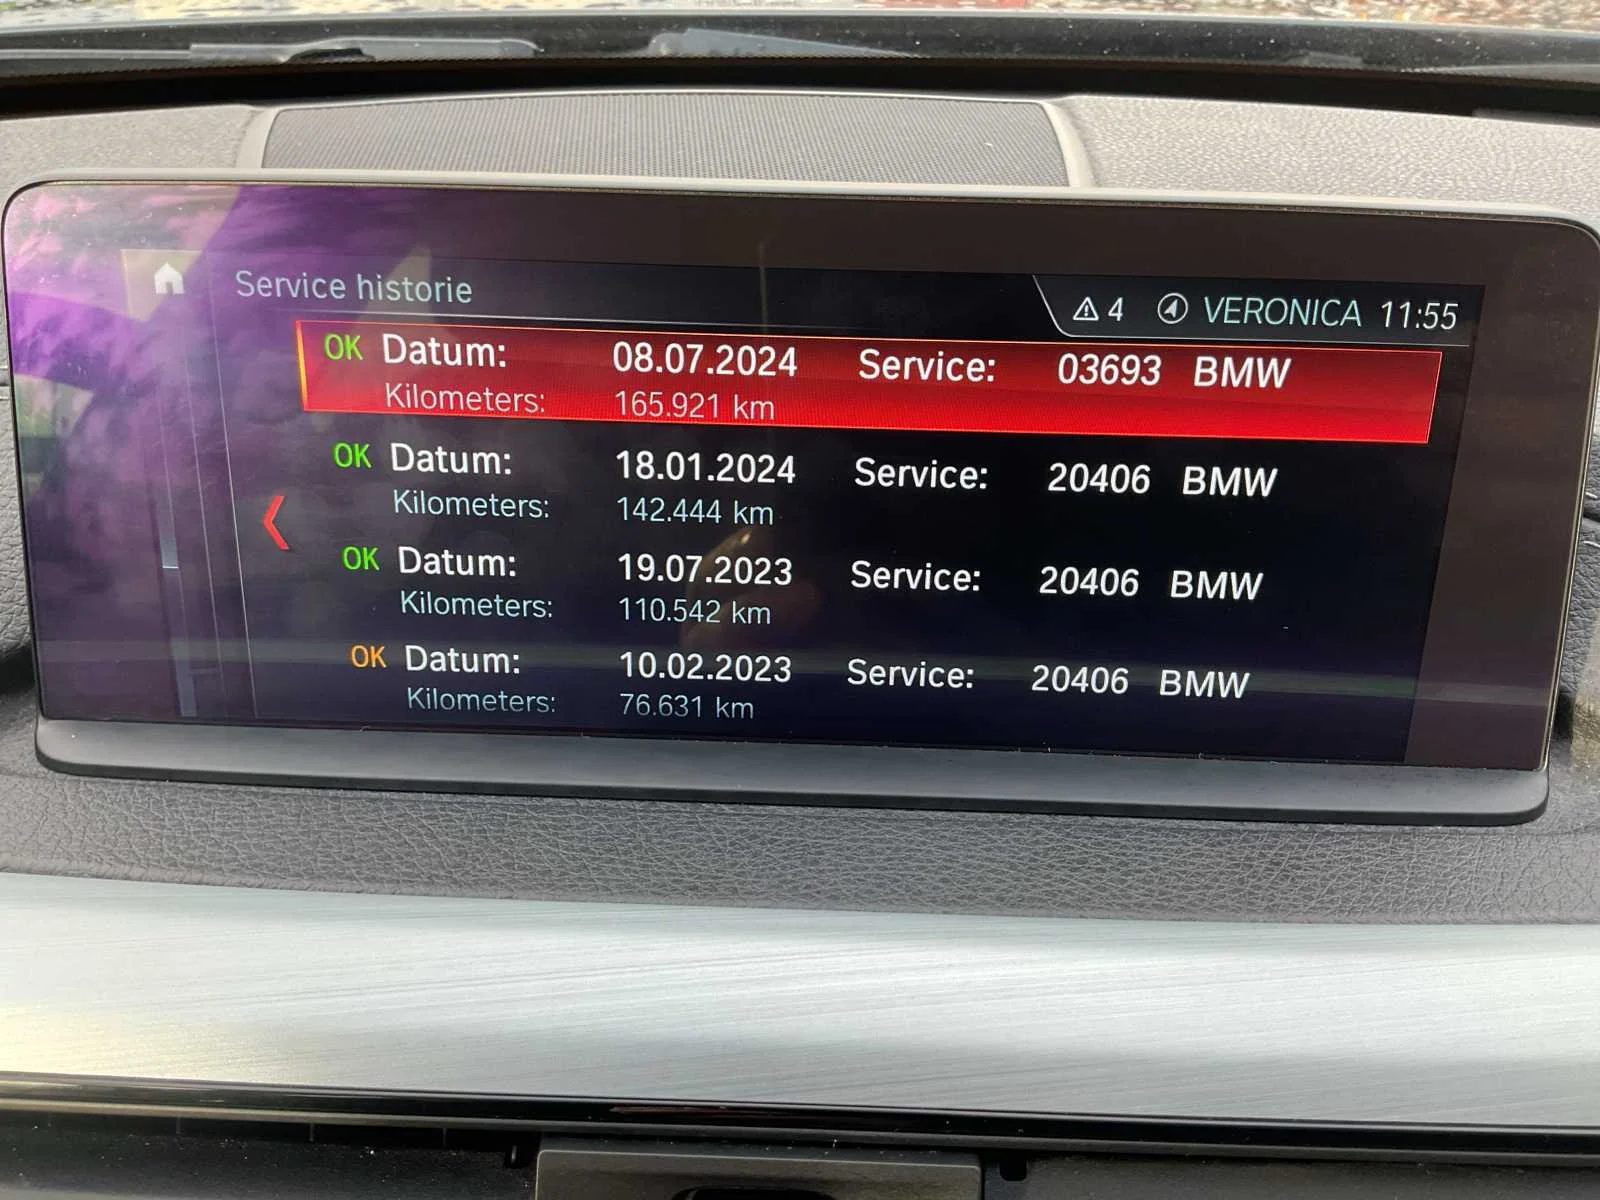 Service historie
4 VERONICA 11:55
OK Datum: 08.07.2024 Service: 03693 BMW
Kilometers: 165.921 km
OK Datum: 18.01.2024 Service: 20406 BMW
Kilometers: 142.444 km
OK Datum: 19.07.2023 Service: 20406 BMW
Kilometers: 110.542 km
OK Datum: 10.02.2023 Service: 20406 BMW
Kilometers: 76.631 km